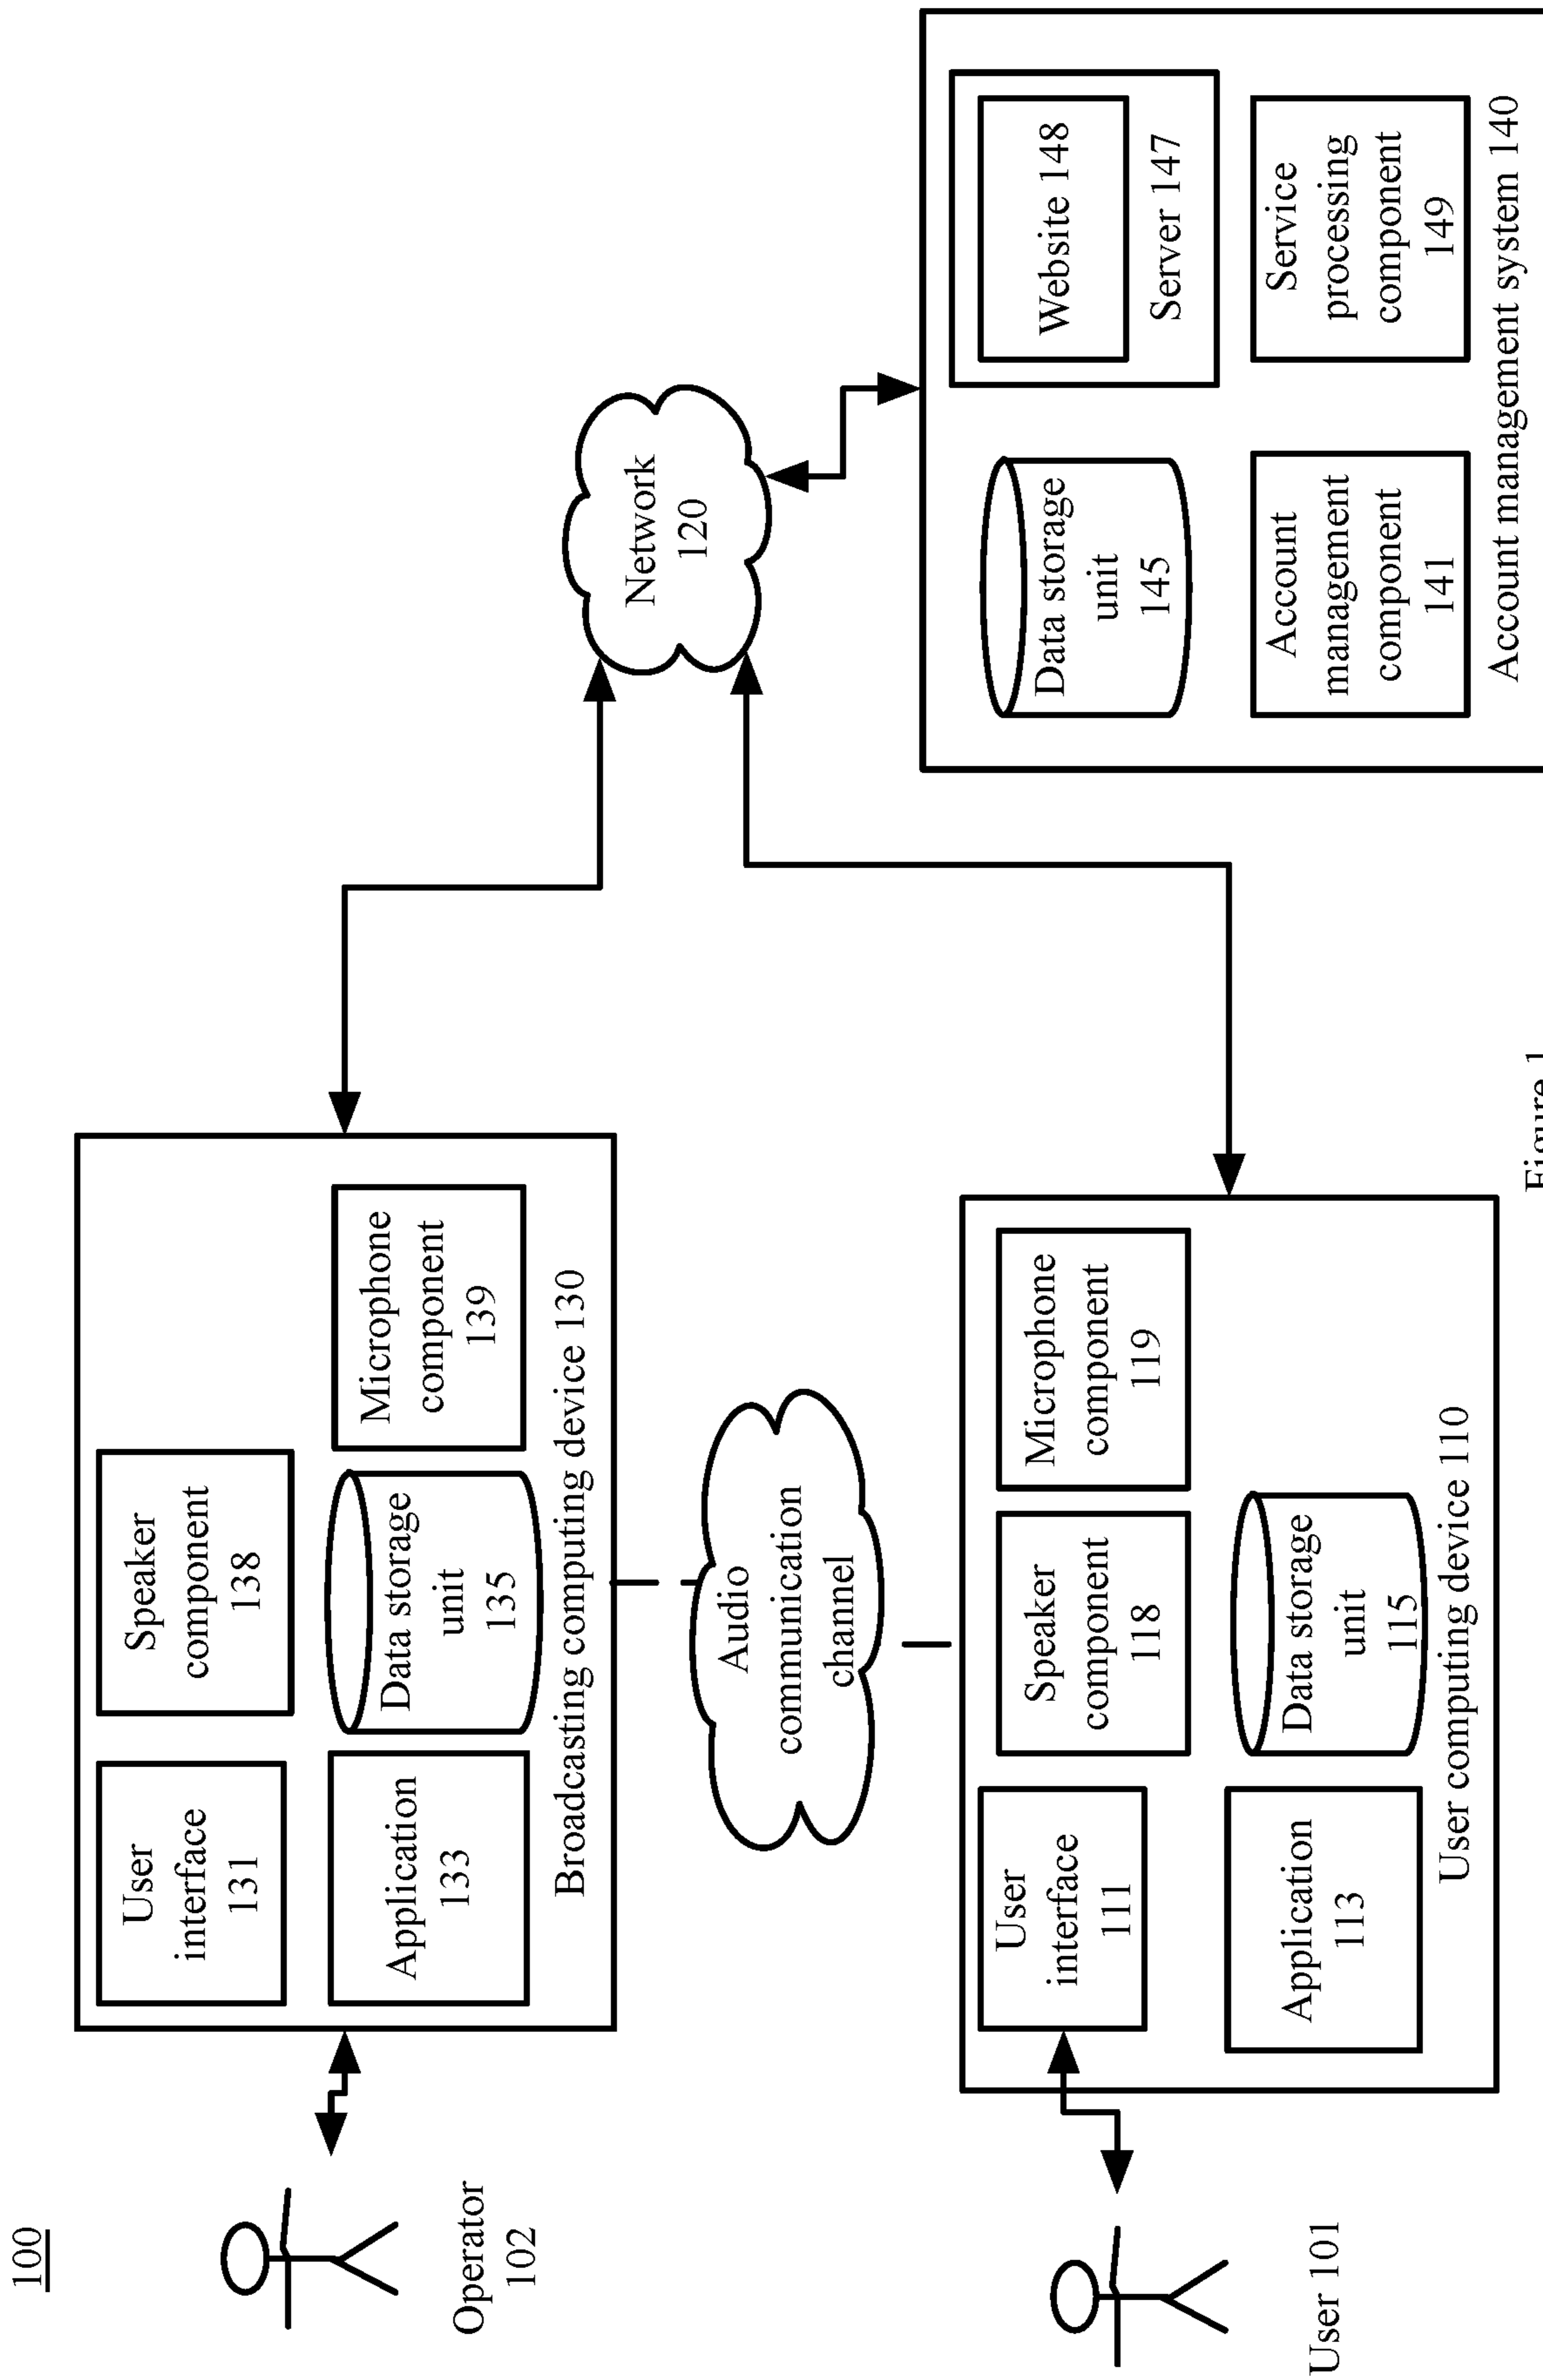 100
Operator
102
User
interface
131
Speaker
component
138
Application
133
Data storage
unit
135
Microphone
component
139
Broadcasting computing device 130
Audio
communication
channel
Network
120
User 101
User
interface
111
Speaker
component
118
Microphone
component
119
Application
113
Data storage
unit
115
User computing device 110
Data storage
unit
145
Website 148
Server 147
Account
management
component
141
Service
processing
component
149
Account management system 140
Figure 1